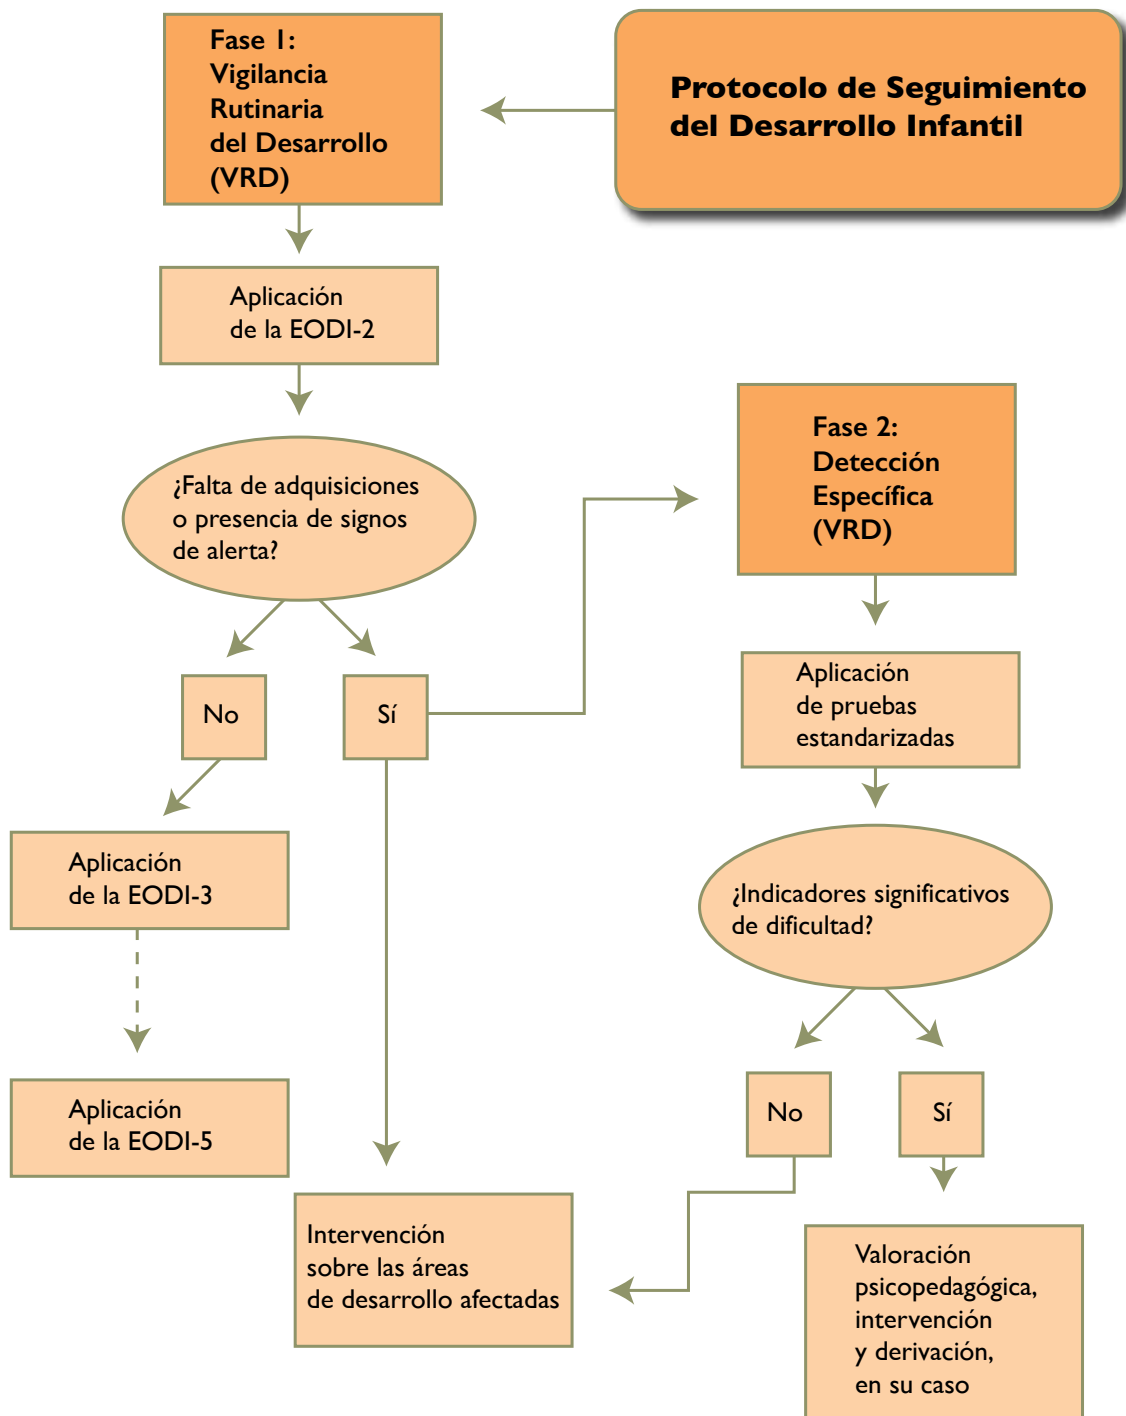 Protocolo de Seguimiento
del Desarrollo Infantil
Fase 1:
Vigilancia
Rutinaria
del Desarrollo
(VRD)
Aplicación
de la EODI-2
¿Falta de adquisiciones
o presencia de signos
de alerta?
No
Sí
Aplicación
de la EODI-3
Aplicación
de la EODI-5
Intervención
sobre las áreas
de desarrollo afectadas
Fase 2:
Detección
Específica
(VRD)
Aplicación
de pruebas
estandarizadas
¿Indicadores significativos
de dificultad?
No
Sí
Valoración
psicopedagógica,
intervención
y derivación,
en su caso